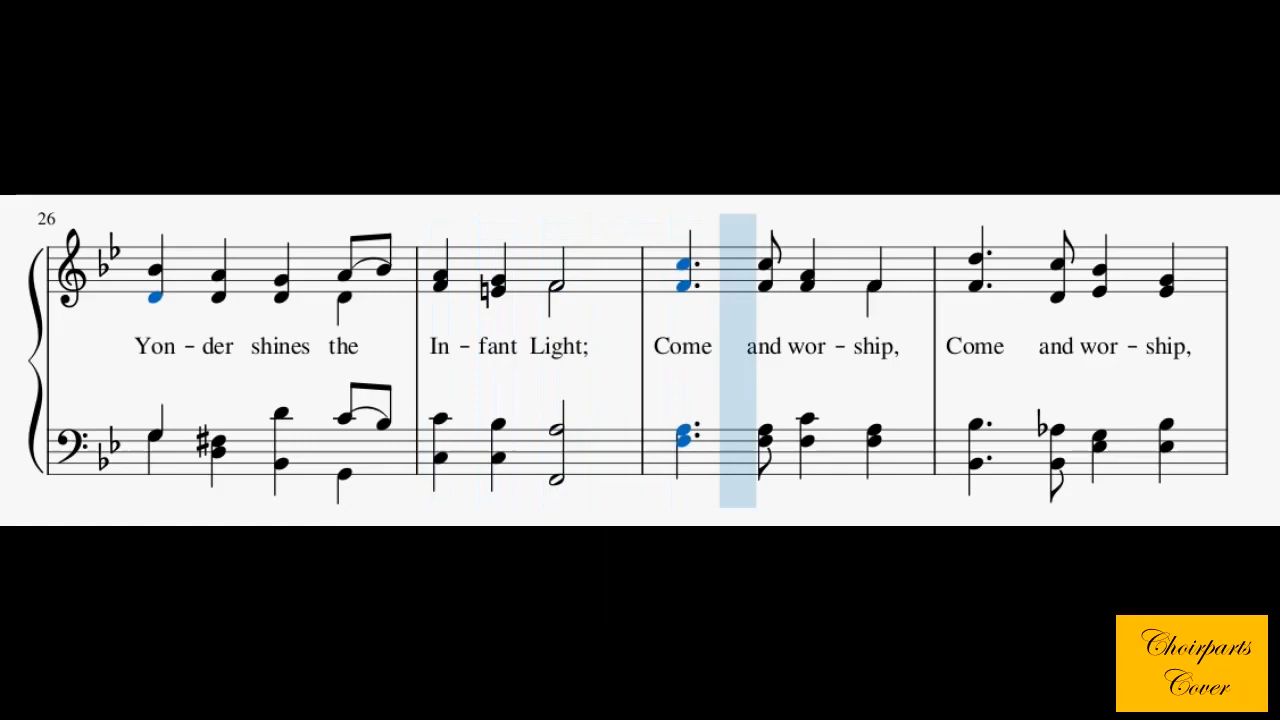 26
Yon - der shines the In - fant Light; Come and wor - ship, Come and wor - ship,
Choirparts
Cover